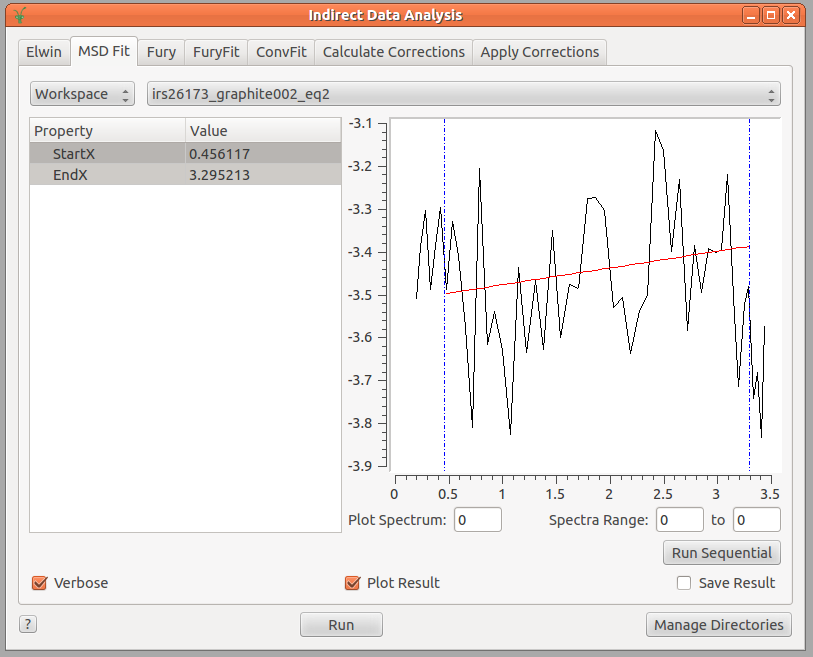 Indirect Data Analysis
Elwin MSD Fit Fury FuryFit ConvFit Calculate Corrections Apply Corrections
Workspace irs26173_graphite002_eq2
Property Value
StartX 0.456117
EndX 3.295213
-3.1
-3.2
-3.3
-3.4
-3.5
-3.6
-3.7
-3.8
-3.9
0 0.5 1 1.5 2 2.5 3 3.5
Plot Spectrum: 0 Spectra Range: 0 to 0
Run Sequential
Verbose Plot Result Save Result
? Run Manage Directories